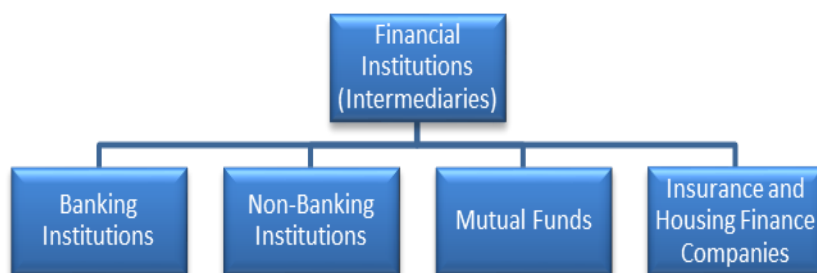 Financial
Institutions
(Intermediaries)
Banking
Institutions
Non-Banking
Institutions
Mutual Funds
Insurance and
Housing Finance
Companies